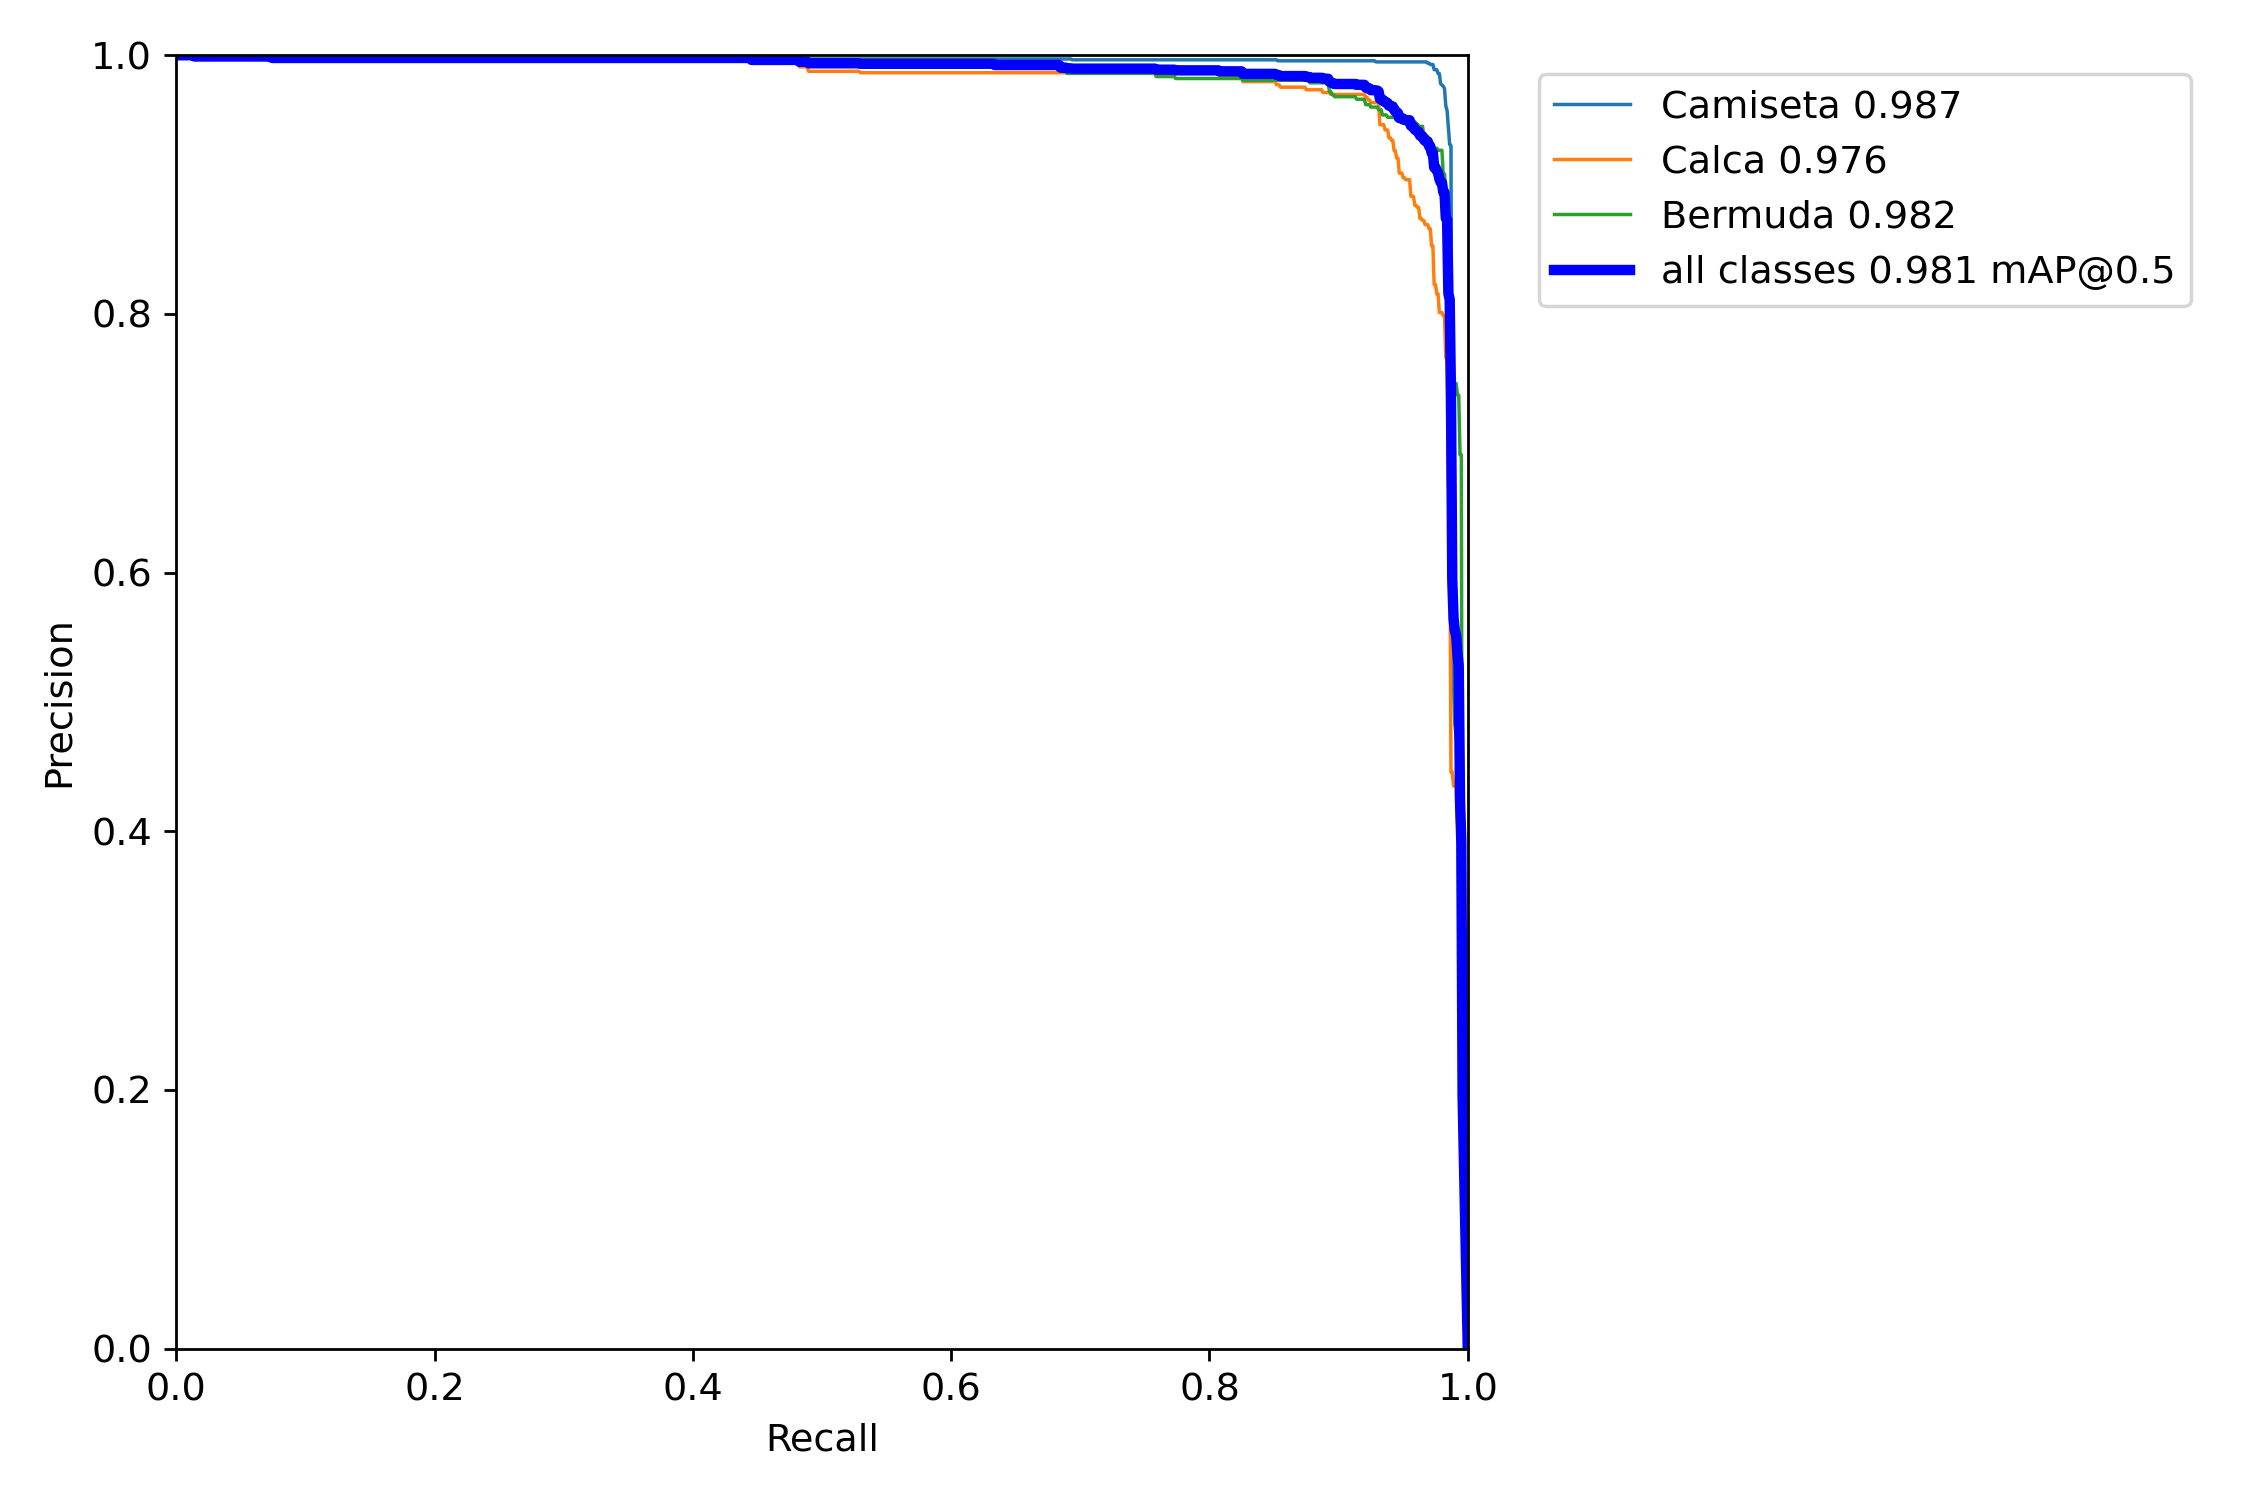 1.0
0.8
0.6
0.4
0.2
0.0
Precision
0.0 0.2 0.4 0.6 0.8 1.0
Recall
Camiseta 0.987
Calca 0.976
Bermuda 0.982
all classes 0.981 mAP@0.5